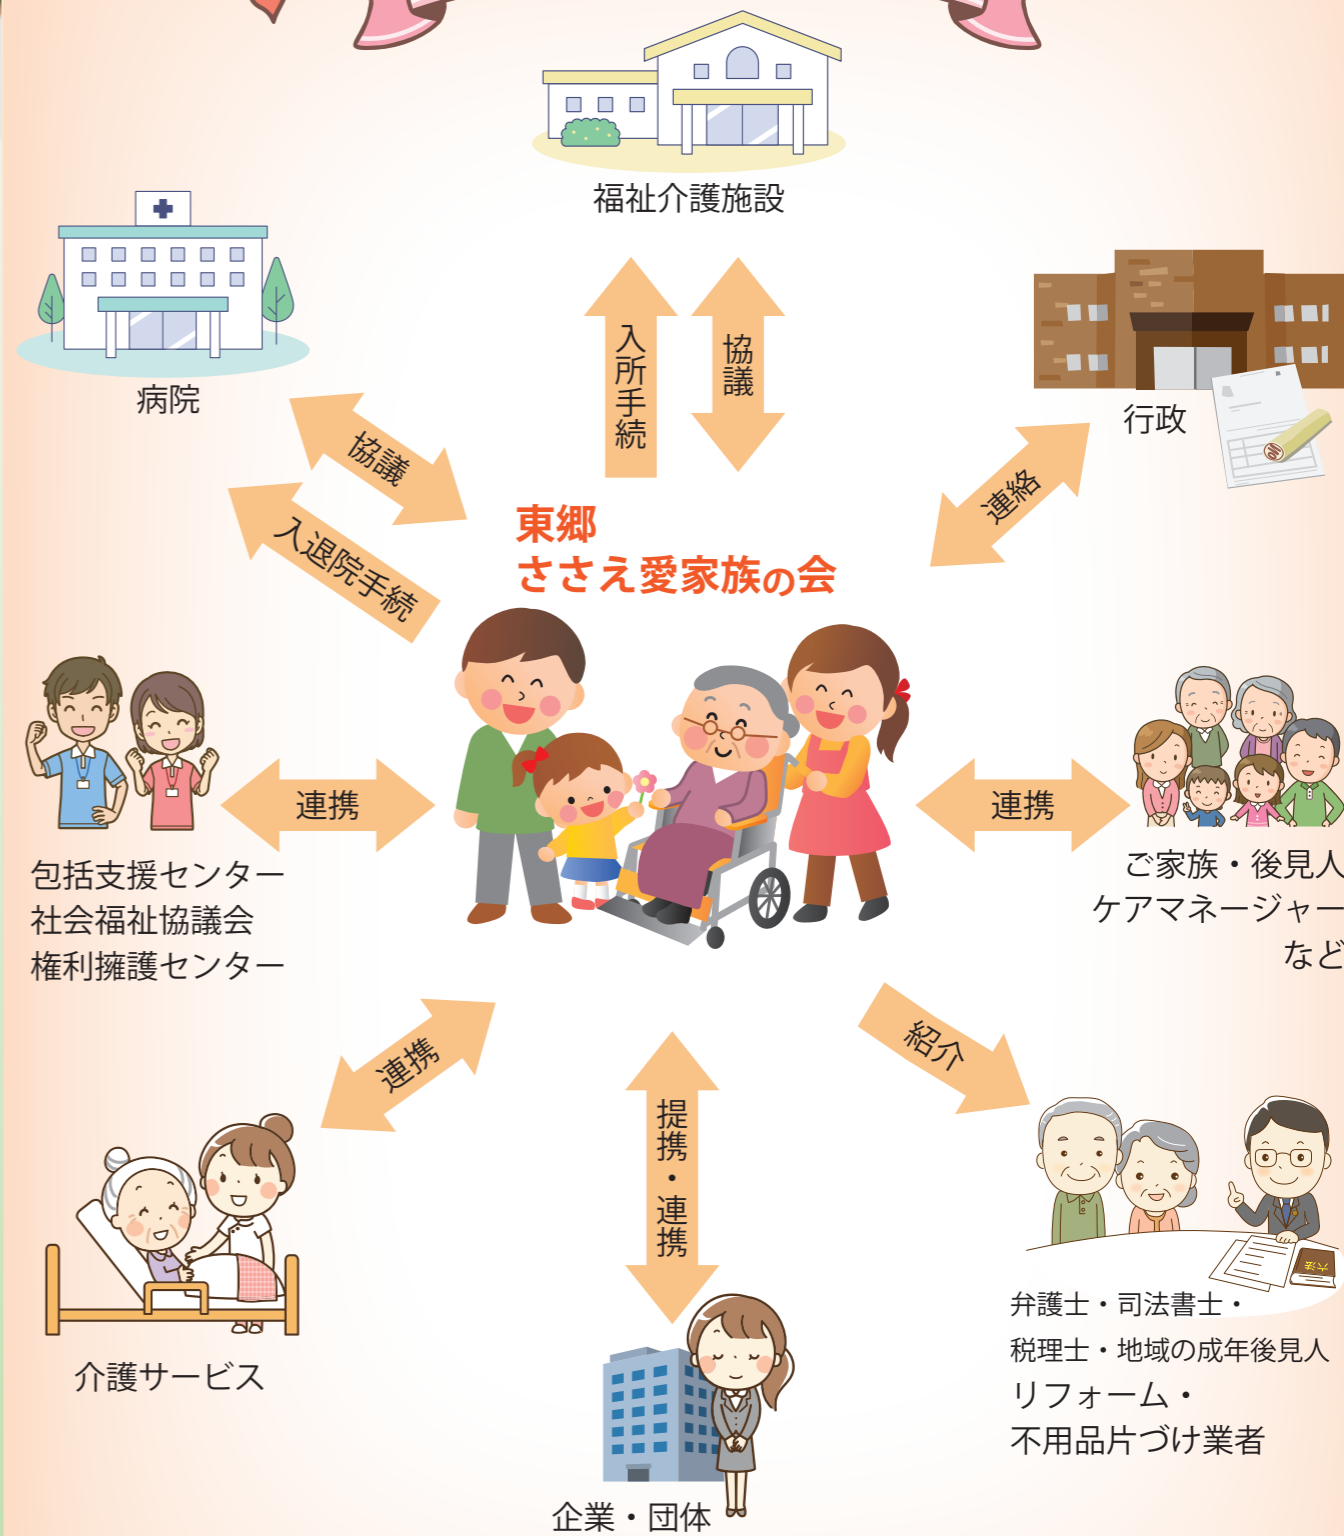 福祉介護施設
病院
入所手続
協議
行政
協議
入退院手続
連絡
東郷
ささえ愛家族の会
連携
連携
包括支援センター
社会福祉協議会
権利擁護センター
ご家族・後見人
ケアマネージャー
など
連携
紹介
提携・連携
六法
介護サービス
弁護士・司法書士・
税理士・地域の成年後見人
リフォーム・
不用品片づけ業者
企業・団体